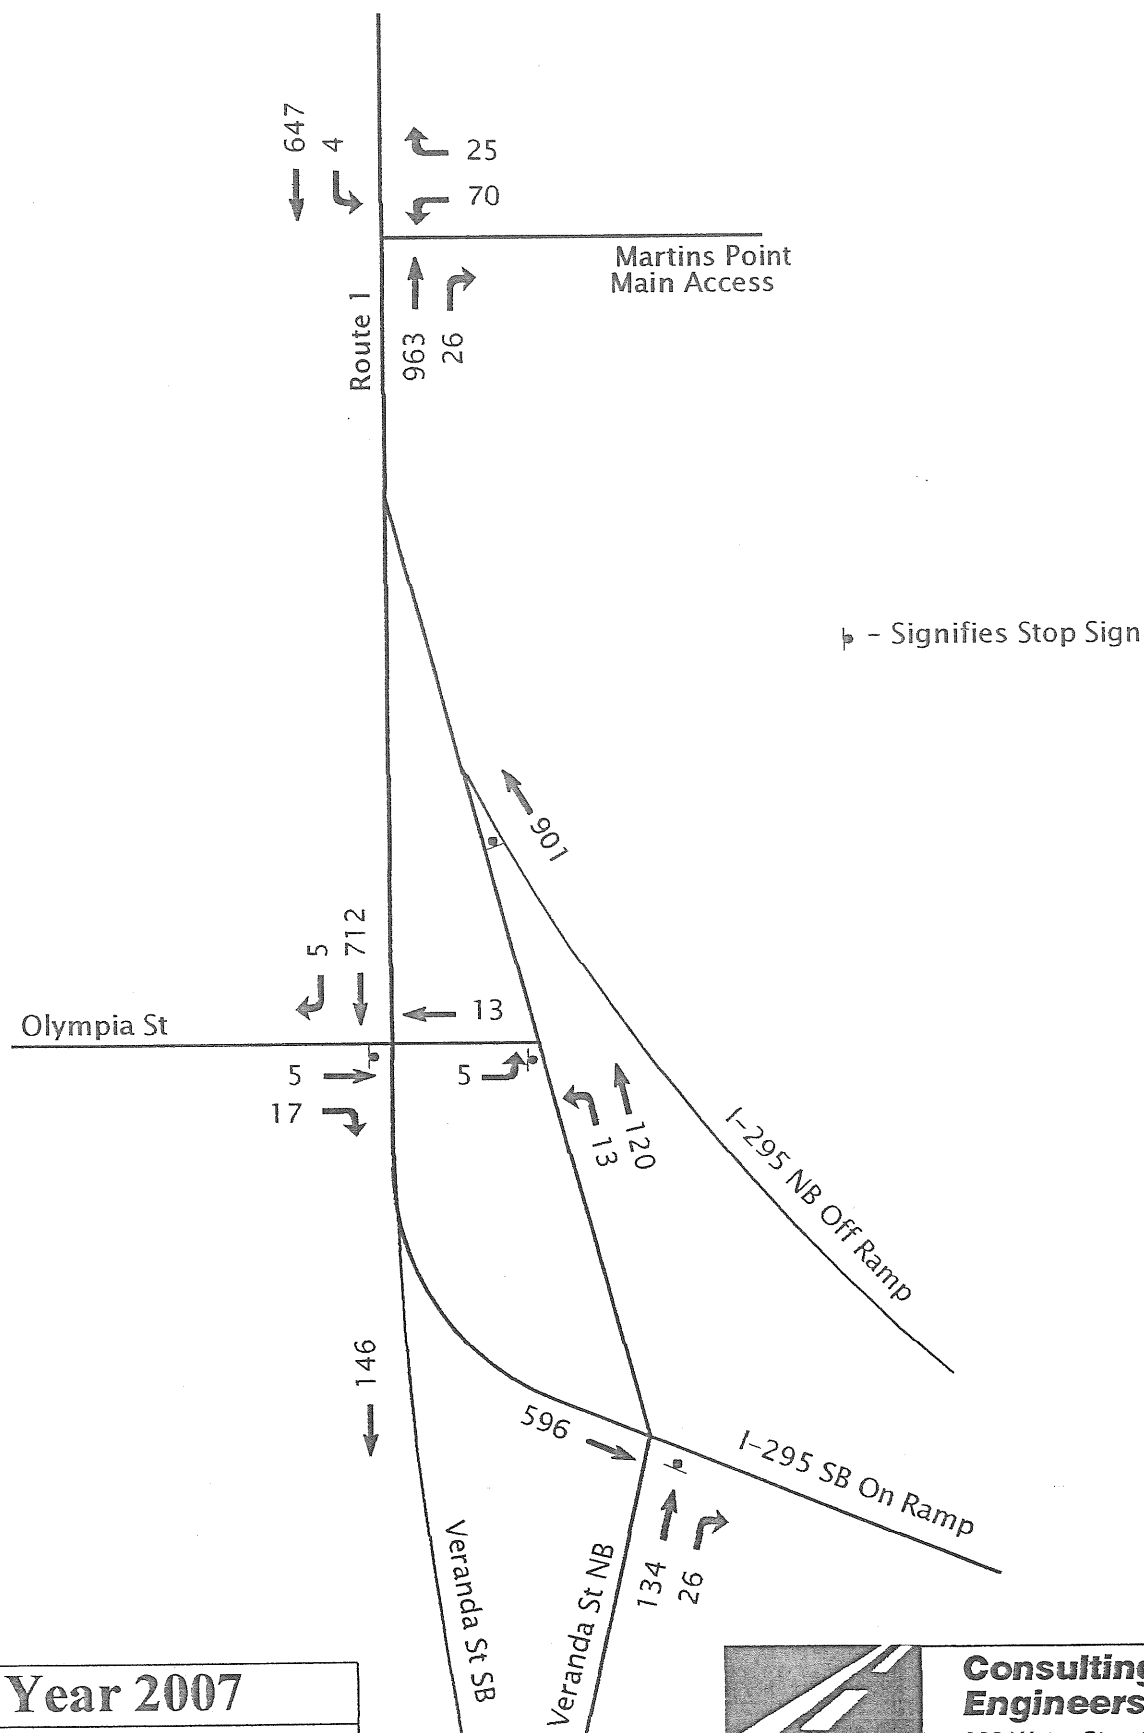 647
4
25
70
Martins Point
Main Access
Route 1
963
26
- Signifies Stop Sign
901
5
712
Olympia St
13
5
5
17
13
120
I-295 NB Off Ramp
146
596
I-295 SB On Ramp
134
26
Veranda St SB
Veranda St NB
Year 2007
Consulting
Engineers